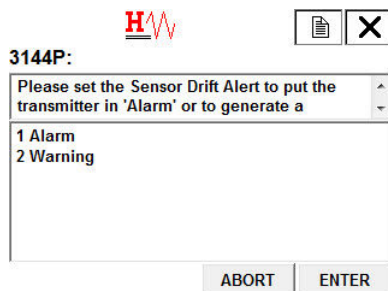 H
3144P:
Please set the Sensor Drift Alert to put the
transmitter in 'Alarm' or to generate a
1 Alarm
2 Warning
ABORT ENTER